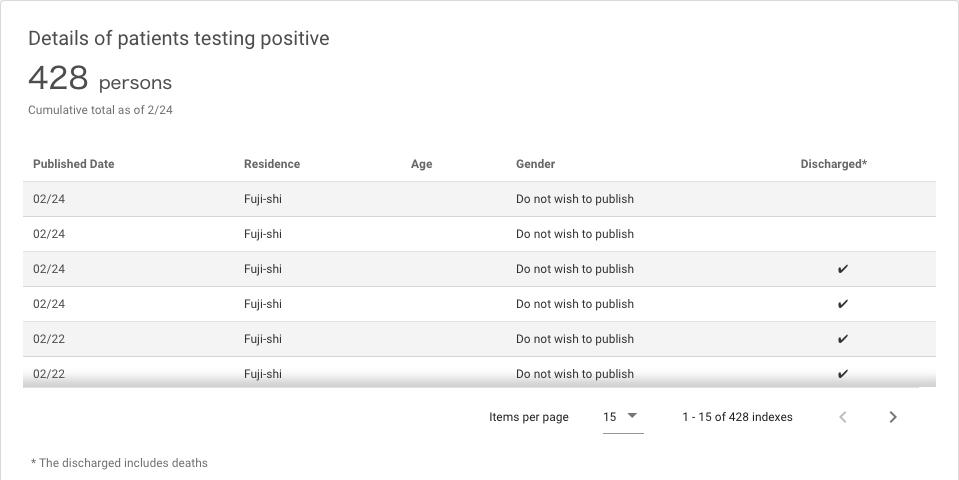 Details of patients testing positive
428 persons
Cumulative total as of 2/24
Published Date Residence Age Gender Discharged*
02/24 Fuji-shi Do not wish to publish
02/24 Fuji-shi Do not wish to publish
02/24 Fuji-shi Do not wish to publish ✔
02/24 Fuji-shi Do not wish to publish ✔
02/22 Fuji-shi Do not wish to publish ✔
02/22 Fuji-shi Do not wish to publish ✔
Items per page 15 1 - 15 of 428 indexes
* The discharged includes deaths